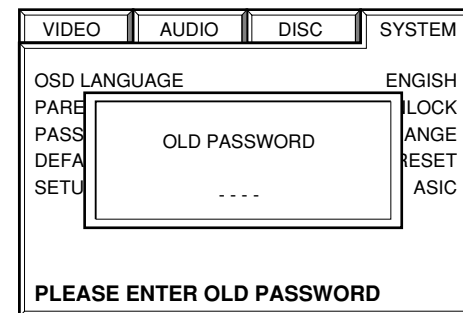 VIDEO AUDIO DISC SYSTEM
OSD LANGUAGE ENGISH
PARE ILOCK
PASS OLD PASSWORD ANGE
DEFA RESET
SETU - - - - ASIC
PLEASE ENTER OLD PASSWORD